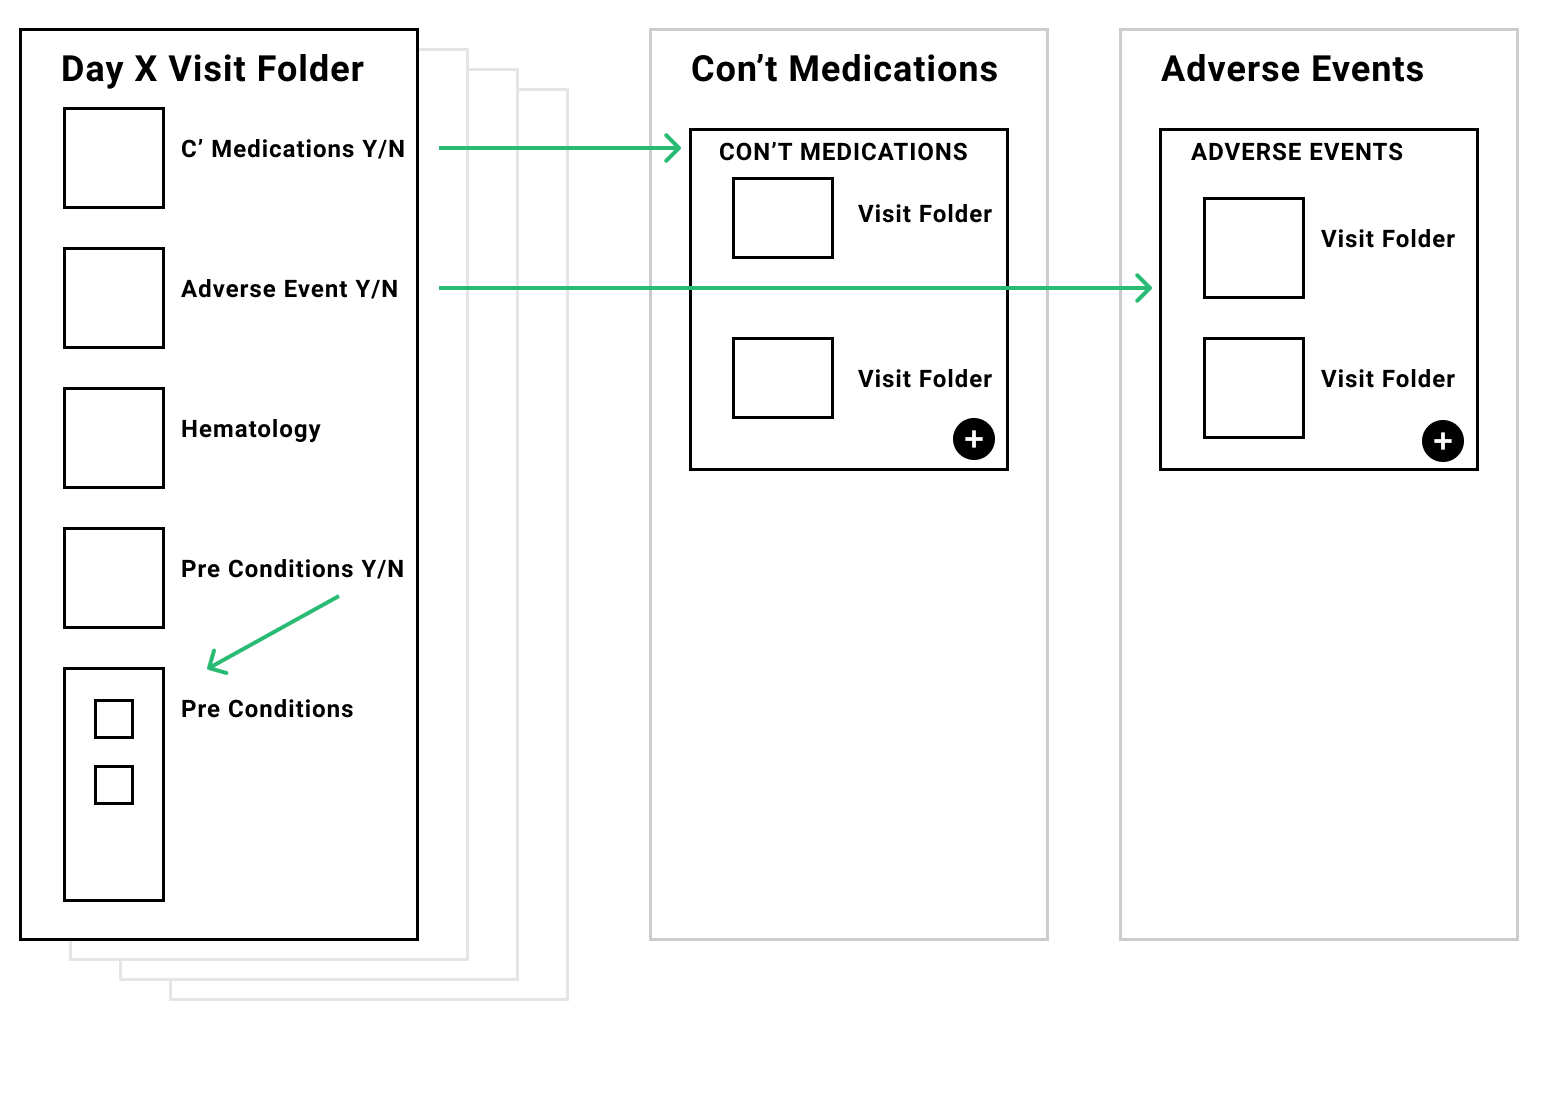 Day X Visit Folder
C’ Medications Y/N
Adverse Event Y/N
Hematology
Pre Conditions Y/N
Pre Conditions
Con’t Medications
CON’T MEDICATIONS
Visit Folder
Visit Folder
+
Adverse Events
ADVERSE EVENTS
Visit Folder
Visit Folder
+